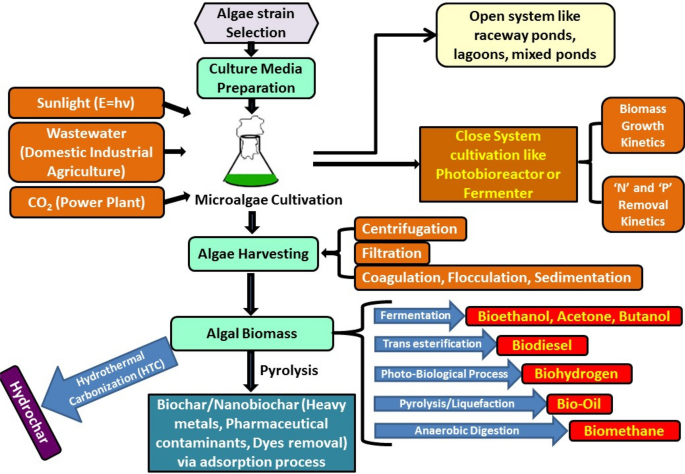 Algae strain
Selection
Culture Media
Preparation
Open system like
raceway ponds,
lagoons, mixed ponds
Sunlight (E=hv)
Wastewater
(Domestic Industrial
Agriculture)
CO2 (Power Plant)
Microalgae Cultivation
Close System
cultivation like
Photobioreactor or
Fermenter
Biomass
Growth
Kinetics
‘N’ and ‘P’
Removal
Kinetics
Algae Harvesting
Centrifugation
Filtration
Coagulation, Flocculation, Sedimentation
Algal Biomass
Fermentation
Bioethanol, Acetone, Butanol
Trans esterification
Biodiesel
Photo-Biological Process
Biohydrogen
Pyrolysis/Liquefaction
Bio-Oil
Anaerobic Digestion
Biomethane
Hydrothermal
Carbonization (HTC)
Hydrochar
Pyrolysis
Biochar/Nanobiochar (Heavy
metals, Pharmaceutical
contaminants, Dyes removal)
via adsorption process